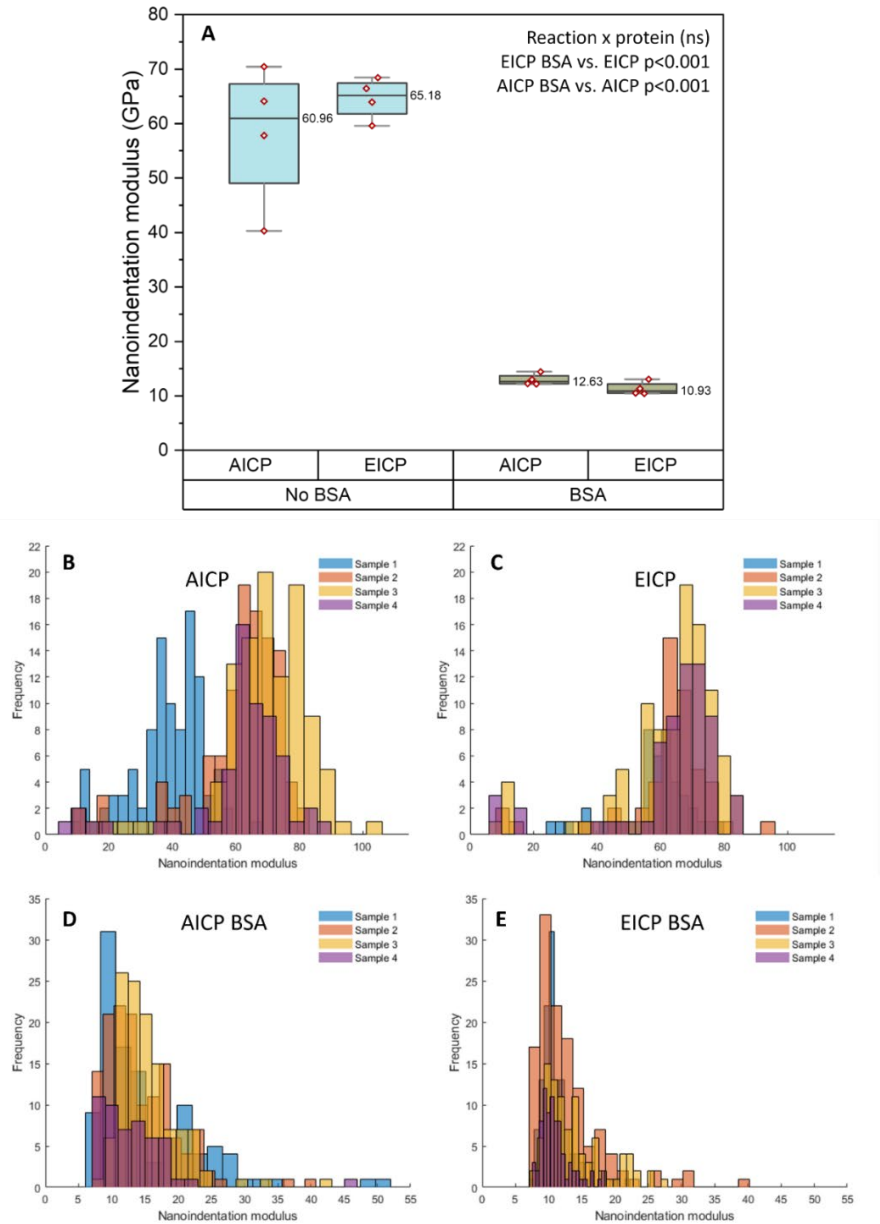 A
Reaction x protein (ns)
EICP BSA vs. EICP p<0.001
AICP BSA vs. AICP p<0.001
Nanoindentation modulus (GPa)
80
70
60
50
40
30
20
10
0
60.96
65.18
12.63
10.93
AICP
EICP
AICP
EICP
No BSA
BSA
B
AICP
Sample 1
Sample 2
Sample 3
Sample 4
Frequency
22
20
18
16
14
12
10
8
6
4
2
0
0 20 40 60 80 100
Nanoindentation modulus
C
EICP
Sample 1
Sample 2
Sample 3
Sample 4
Frequency
22
20
18
16
14
12
10
8
6
4
2
0
0 20 40 60 80 100
Nanoindentation modulus
D
AICP BSA
Sample 1
Sample 2
Sample 3
Sample 4
Frequency
35
30
25
20
15
10
5
0
0 5 10 15 20 25 30 35 40 45 50 55
Nanoindentation modulus
E
EICP BSA
Sample 1
Sample 2
Sample 3
Sample 4
Frequency
35
30
25
20
15
10
5
0
0 5 10 15 20 25 30 35 40 45 50 55
Nanoindentation modulus